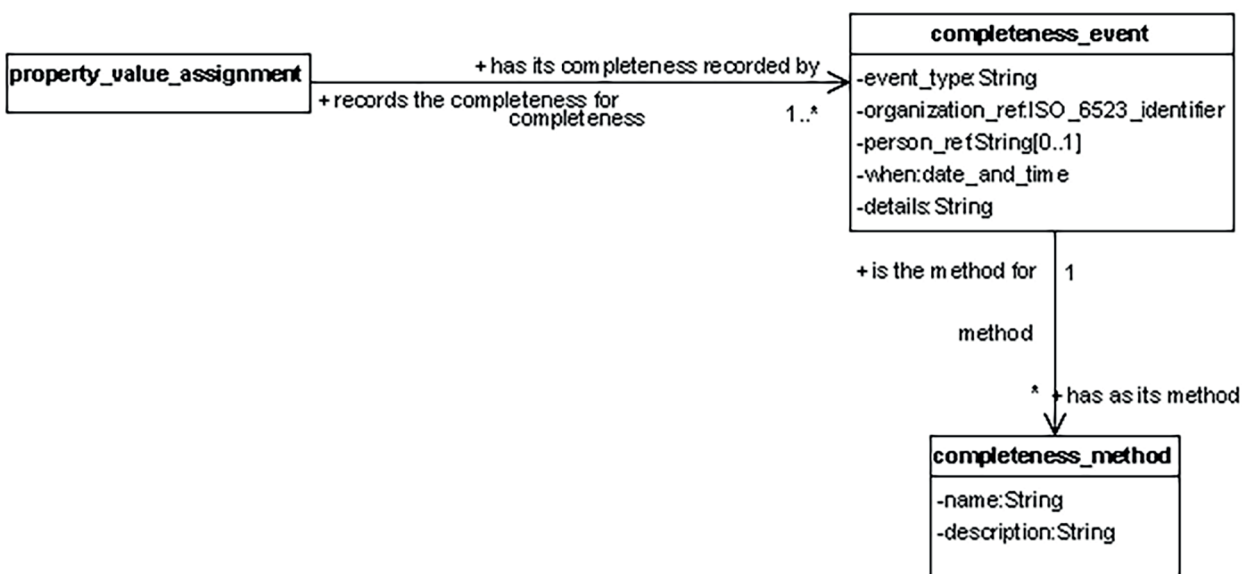 property_value_assignment
+has its completeness recorded by
+records the completeness for
completeness
1..*
completeness_event
-event_type:String
-organization_ref:ISO_6523_identifier
-person_ref:String[0..1]
-when:date_and_time
-details:String
+is the method for
1
method
*
+has as its method
completeness_method
-name:String
-description:String